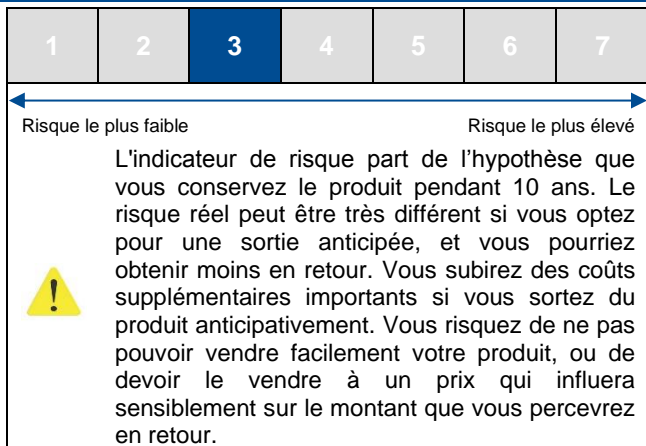 1 2 3 4 5 6 7
Risque le plus faible Risque le plus élevé
L'indicateur de risque part de l’hypothèse que
vous conservez le produit pendant 10 ans. Le
risque réel peut être très différent si vous optez
pour une sortie anticipée, et vous pourriez
obtenir moins en retour. Vous subirez des coûts
supplémentaires importants si vous sortez du
produit anticipativement. Vous risquez de ne pas
pouvoir vendre facilement votre produit, ou de
devoir le vendre à un prix qui influera
sensiblement sur le montant que vous percevrez
en retour.